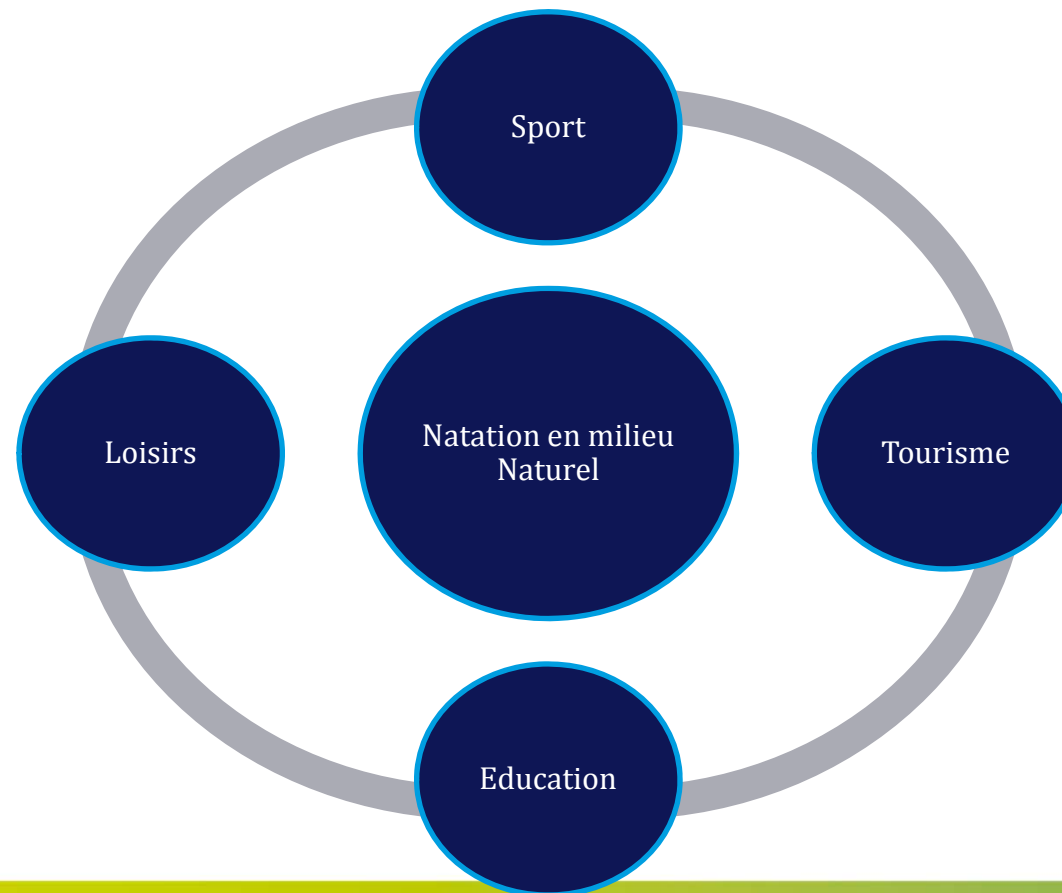 Sport
Loisirs
Natation en milieu
Naturel
Tourisme
Education